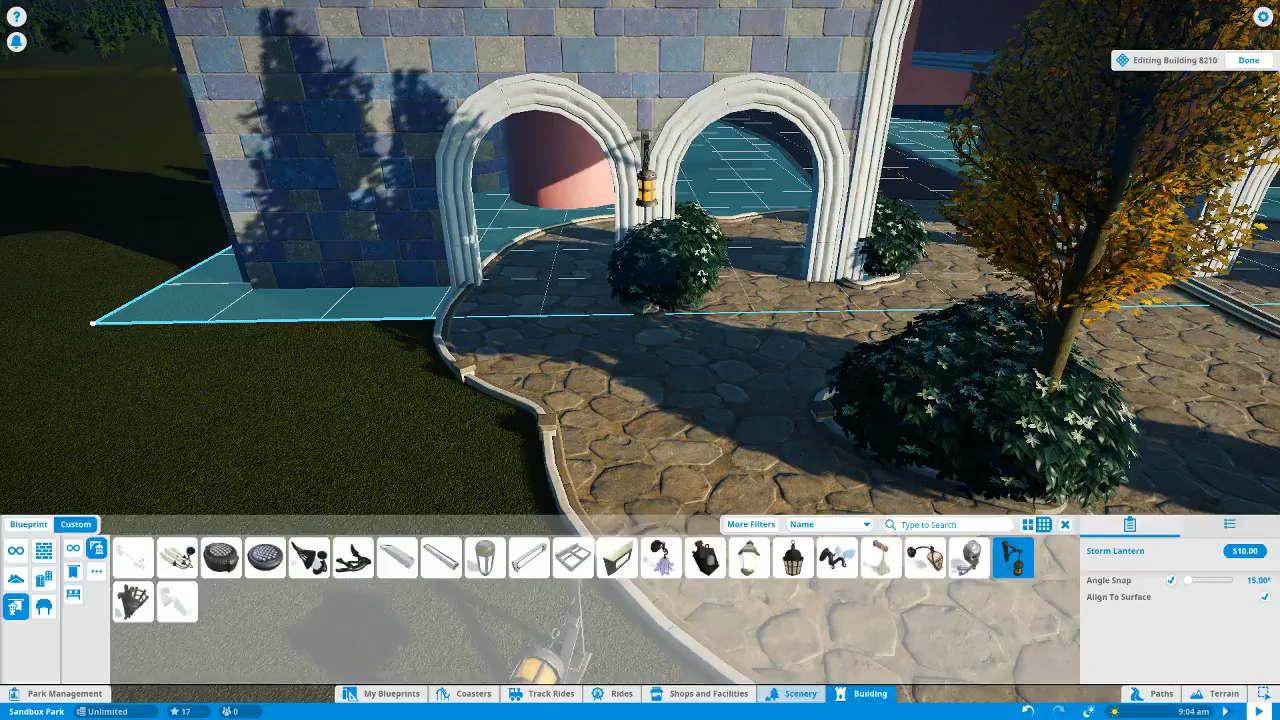 ?
Editing Building 8210 Done
Blueprint Custom
More Filters Name Type to Search
Storm Lantern $10.00
Angle Snap 15.00°
Align To Surface
Park Management My Blueprints Coasters Track Rides Rides Shops and Facilities Scenery Building Paths Terrain
Sandbox Park Unlimited 17 0 9:04 am